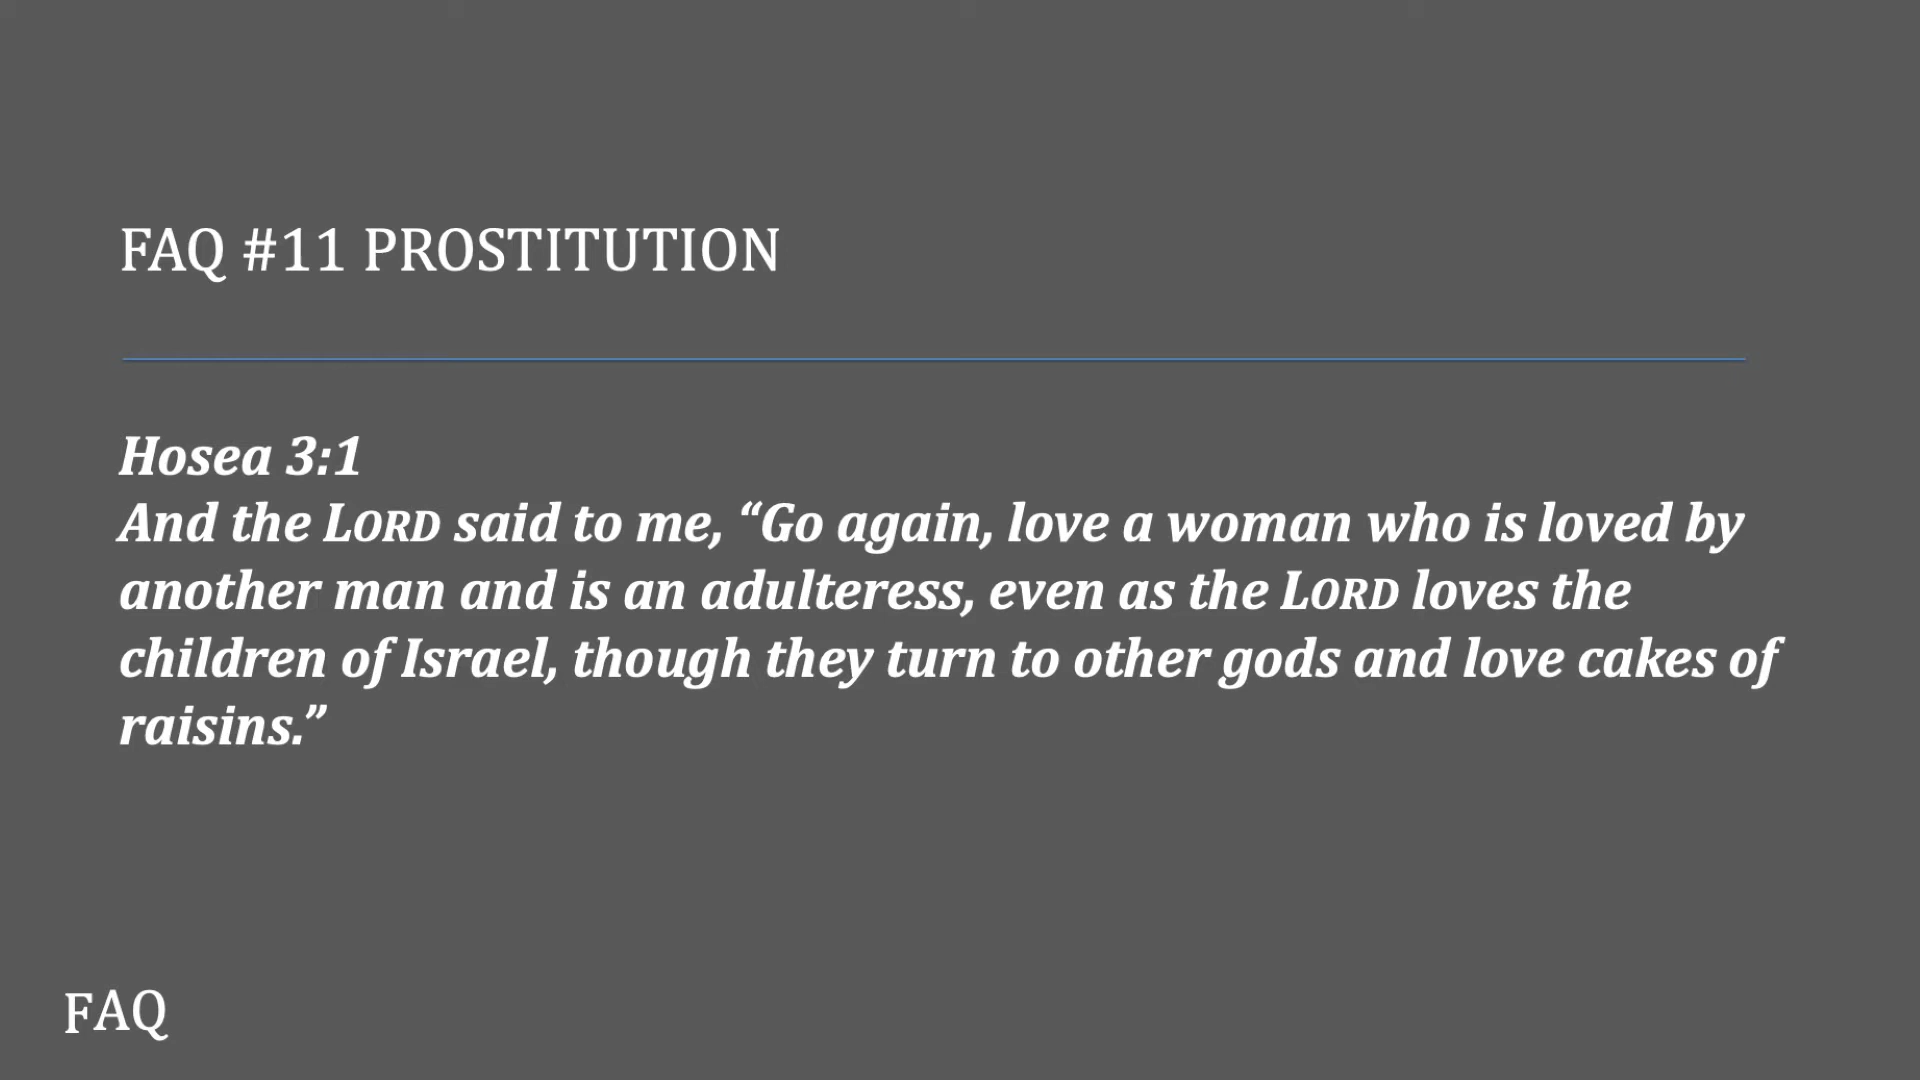 FAQ #11 PROSTITUTION
Hosea 3:1
And the LORD said to me, “Go again, love a woman who is loved by
another man and is an adulteress, even as the LORD loves the
children of Israel, though they turn to other gods and love cakes of
raisins.”
FAQ